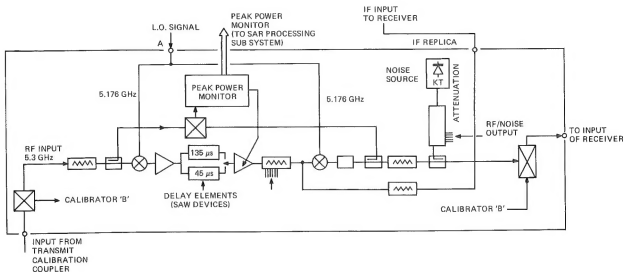 PEAK POWER
MONITOR
(TO SAR PROCESSING
SUB SYSTEM)
IF INPUT
TO RECEIVER
L.O. SIGNAL
A
IF REPLICA
NOISE
SOURCE
KT
ATTENUATION
5.176 GHz
PEAK POWER
MONITOR
5.176 GHz
RF/NOISE
OUTPUT
TO INPUT
OF RECEIVER
RF INPUT
5.3 GHz
135 μs
45 μs
DELAY ELEMENTS
(SAW DEVICES)
CALIBRATOR 'B'
CALIBRATOR 'B'
INPUT FROM
TRANSMIT
CALIBRATION
COUPLER